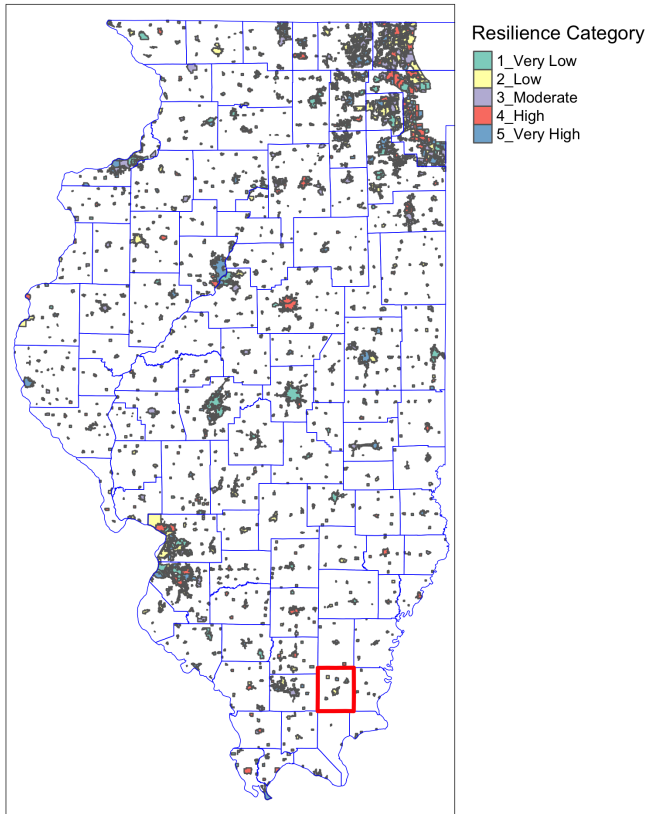 Resilience Category
1_Very Low
2_Low
3_Moderate
4_High
5_Very High